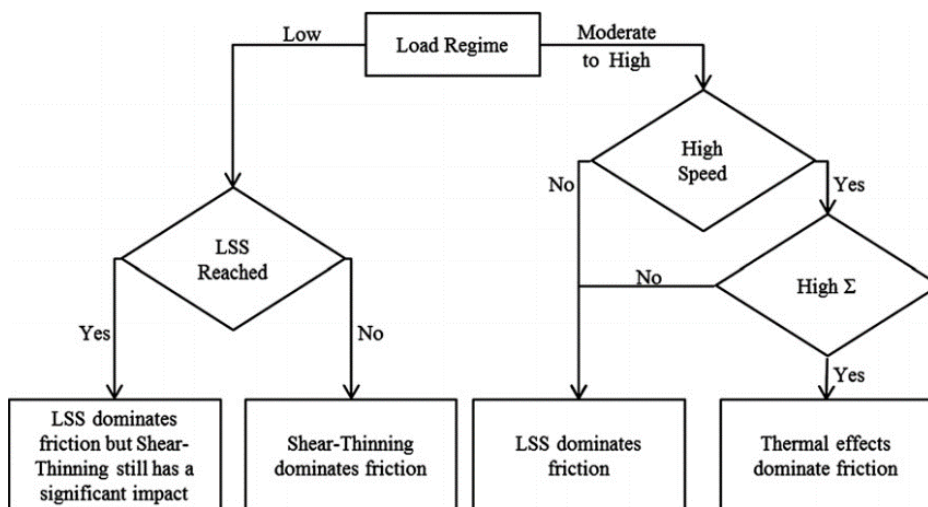 Low
Load Regime
Moderate
to High
High
Speed
No
Yes
LSS
Reached
No
High Σ
Yes
No
Yes
LSS dominates
friction but Shear-
Thinning still has a
significant impact
Shear-Thinning
dominates friction
LSS dominates
friction
Thermal effects
dominate friction